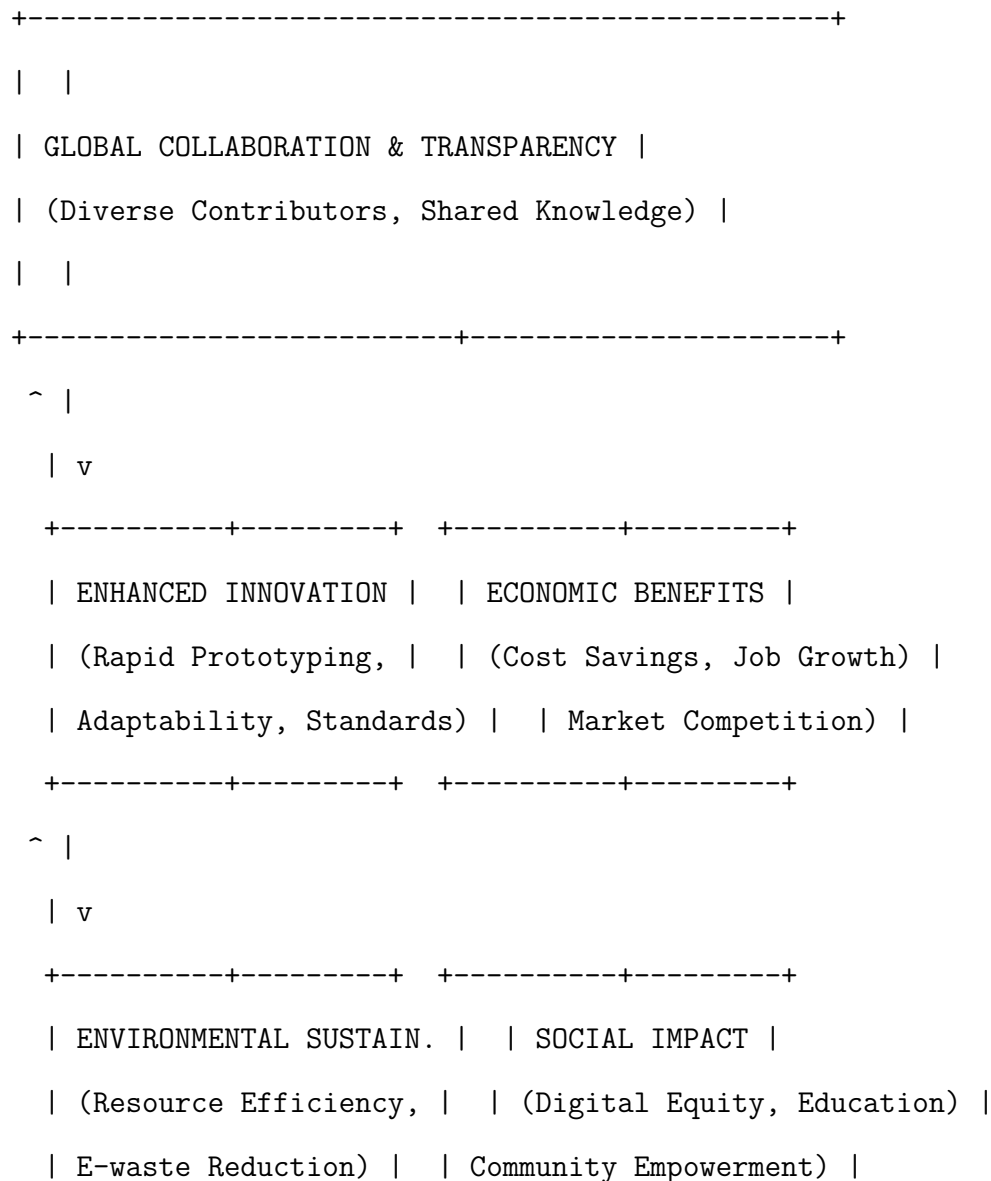 +-------------------------------------------------+
| |
| GLOBAL COLLABORATION & TRANSPARENCY |
| (Diverse Contributors, Shared Knowledge) |
| |
+--------------------------+----------------------+
^ |
| v
+----------+---------+ +----------+---------+
| ENHANCED INNOVATION | | ECONOMIC BENEFITS |
| (Rapid Prototyping, | | (Cost Savings, Job Growth) |
| Adaptability, Standards) | | Market Competition) |
+----------+---------+ +----------+---------+
^ |
| v
+----------+---------+ +----------+---------+
| ENVIRONMENTAL SUSTAIN. | | SOCIAL IMPACT |
| (Resource Efficiency, | | (Digital Equity, Education) |
| E-waste Reduction) | | Community Empowerment) |